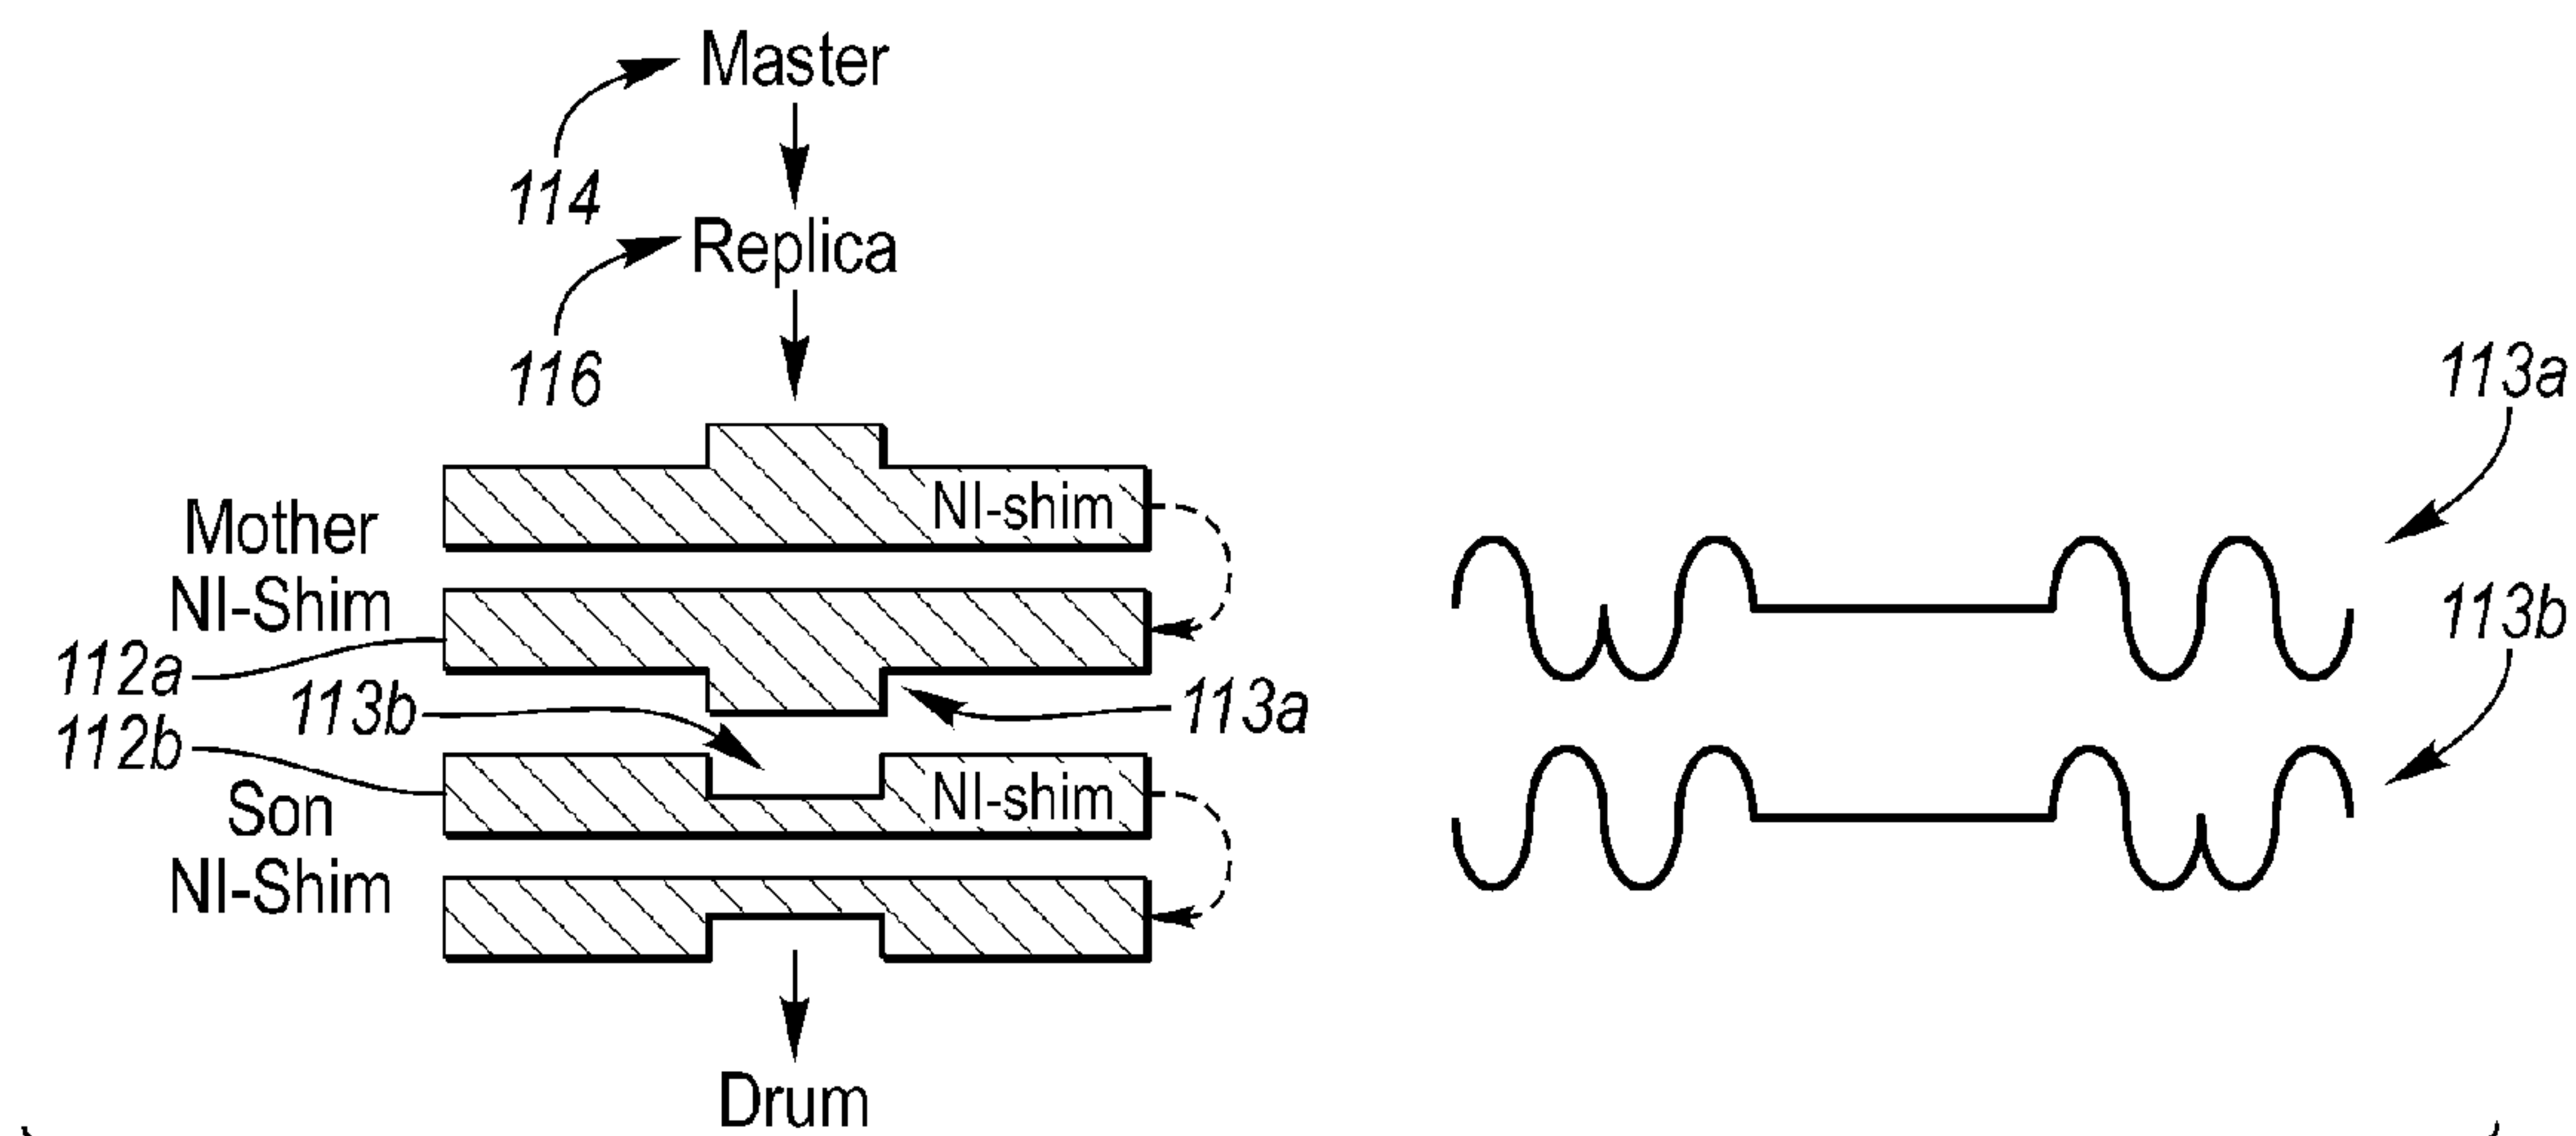 Master
114
Replica
116
113a
NI-shim
Mother
NI-Shim
113b
112a
113b
113a
112b
NI-shim
Son
NI-Shim
Drum